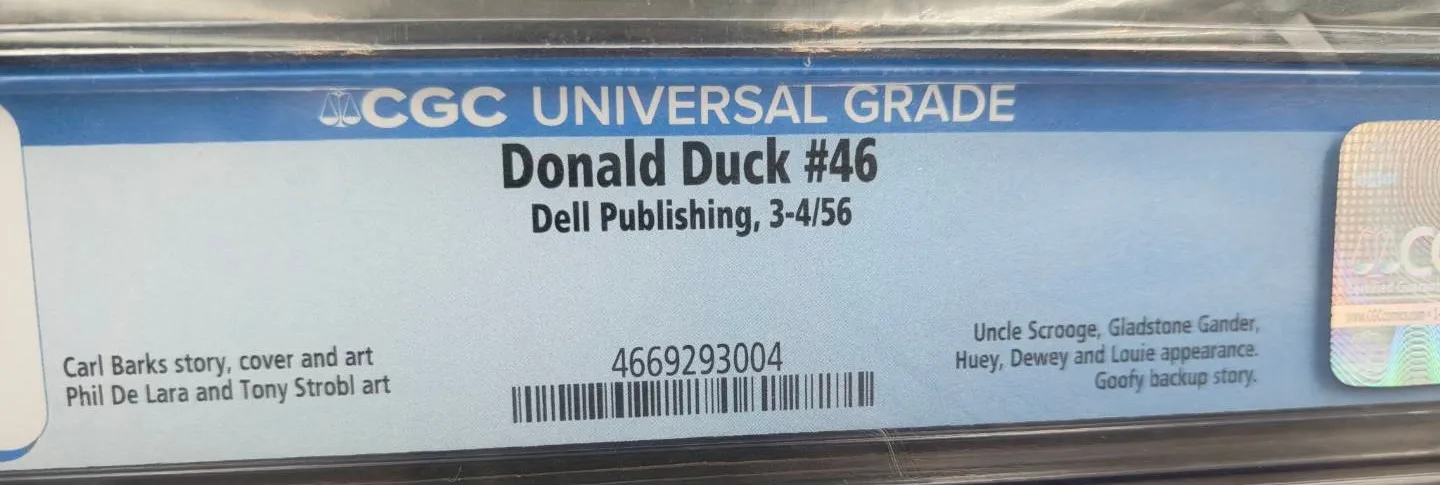 CGC UNIVERSAL GRADE
Donald Duck #46
Dell Publishing, 3-4/56
Carl Barks story, cover and art
Phil De Lara and Tony Strobl art
4669293004
Uncle Scrooge, Gladstone Gander,
Huey, Dewey and Louie appearance.
Goofy backup story.
CG